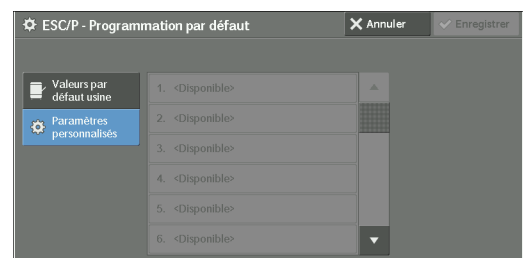 ESC/P - Programmation par défaut
Annuler
Enregistrer
Valeurs par
défaut usine
Paramètres
personnalisés
1. <Disponible>
2. <Disponible>
3. <Disponible>
4. <Disponible>
5. <Disponible>
6. <Disponible>